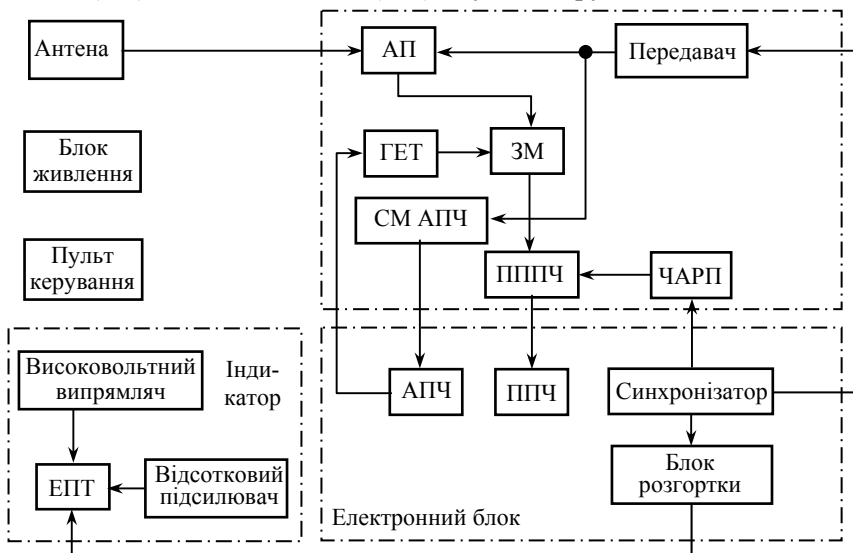 Антена
АП
Передавач
Блок
живлення
ГЕТ
ЗМ
СМ АПЧ
Пульт
керування
ПППЧ
ЧАРП
Високовольтний
випрямляч
Інди-
катор
АПЧ
ППЧ
Синхронізатор
ЕПТ
Відсотковий
підсилювач
Блок
розгортки
Електронний блок